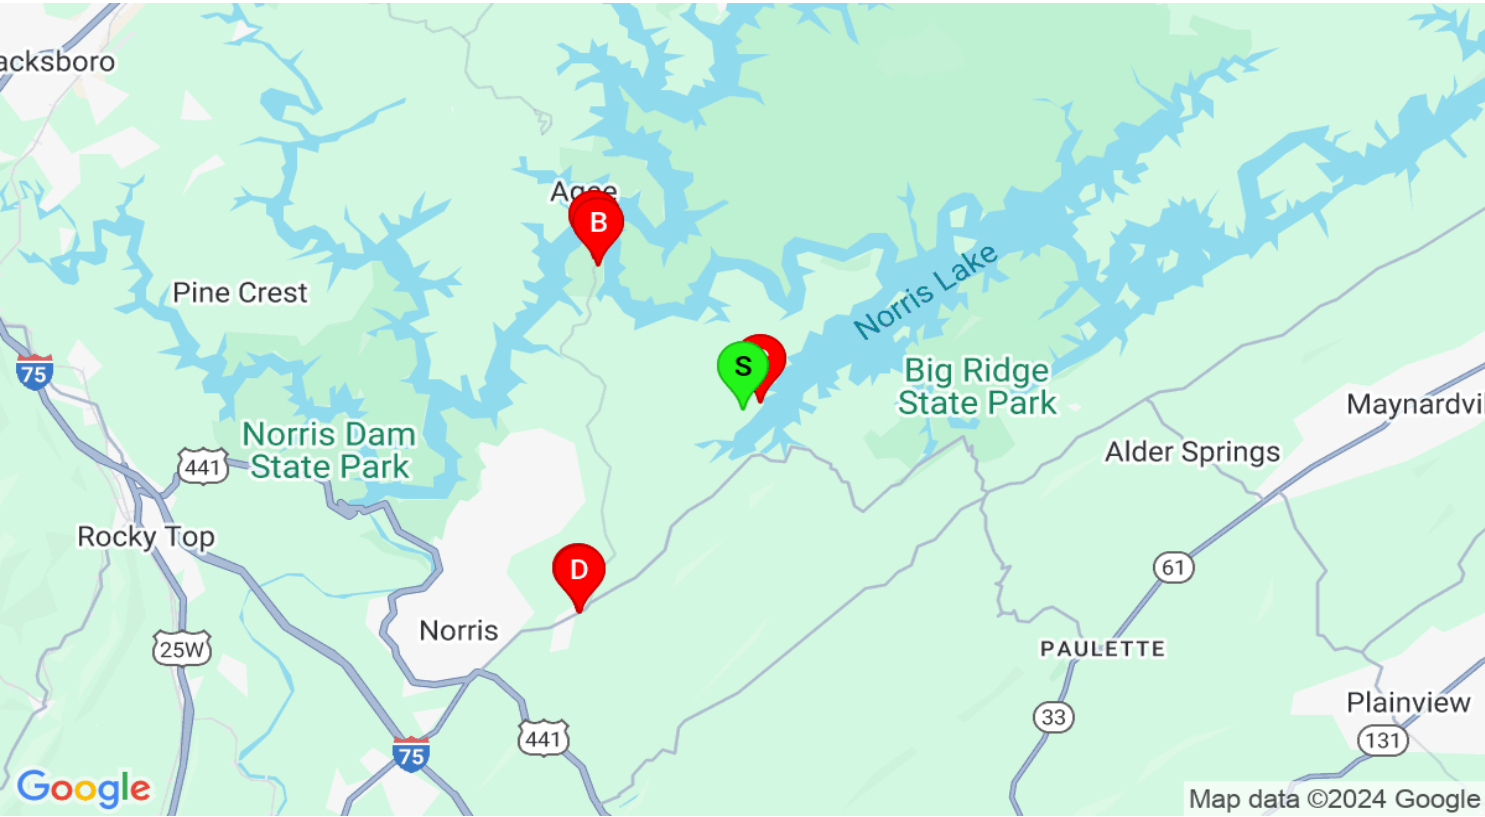 acksboro
Agee
B
Pine Crest
Norris Lake
S
75
Big Ridge
State Park
Maynardvi
Norris Dam
State Park
441
Alder Springs
Rocky Top
D
61
Norris
25W
PAULETTE
Plainview
33
441
131
75
Google
Map data ©2024 Google